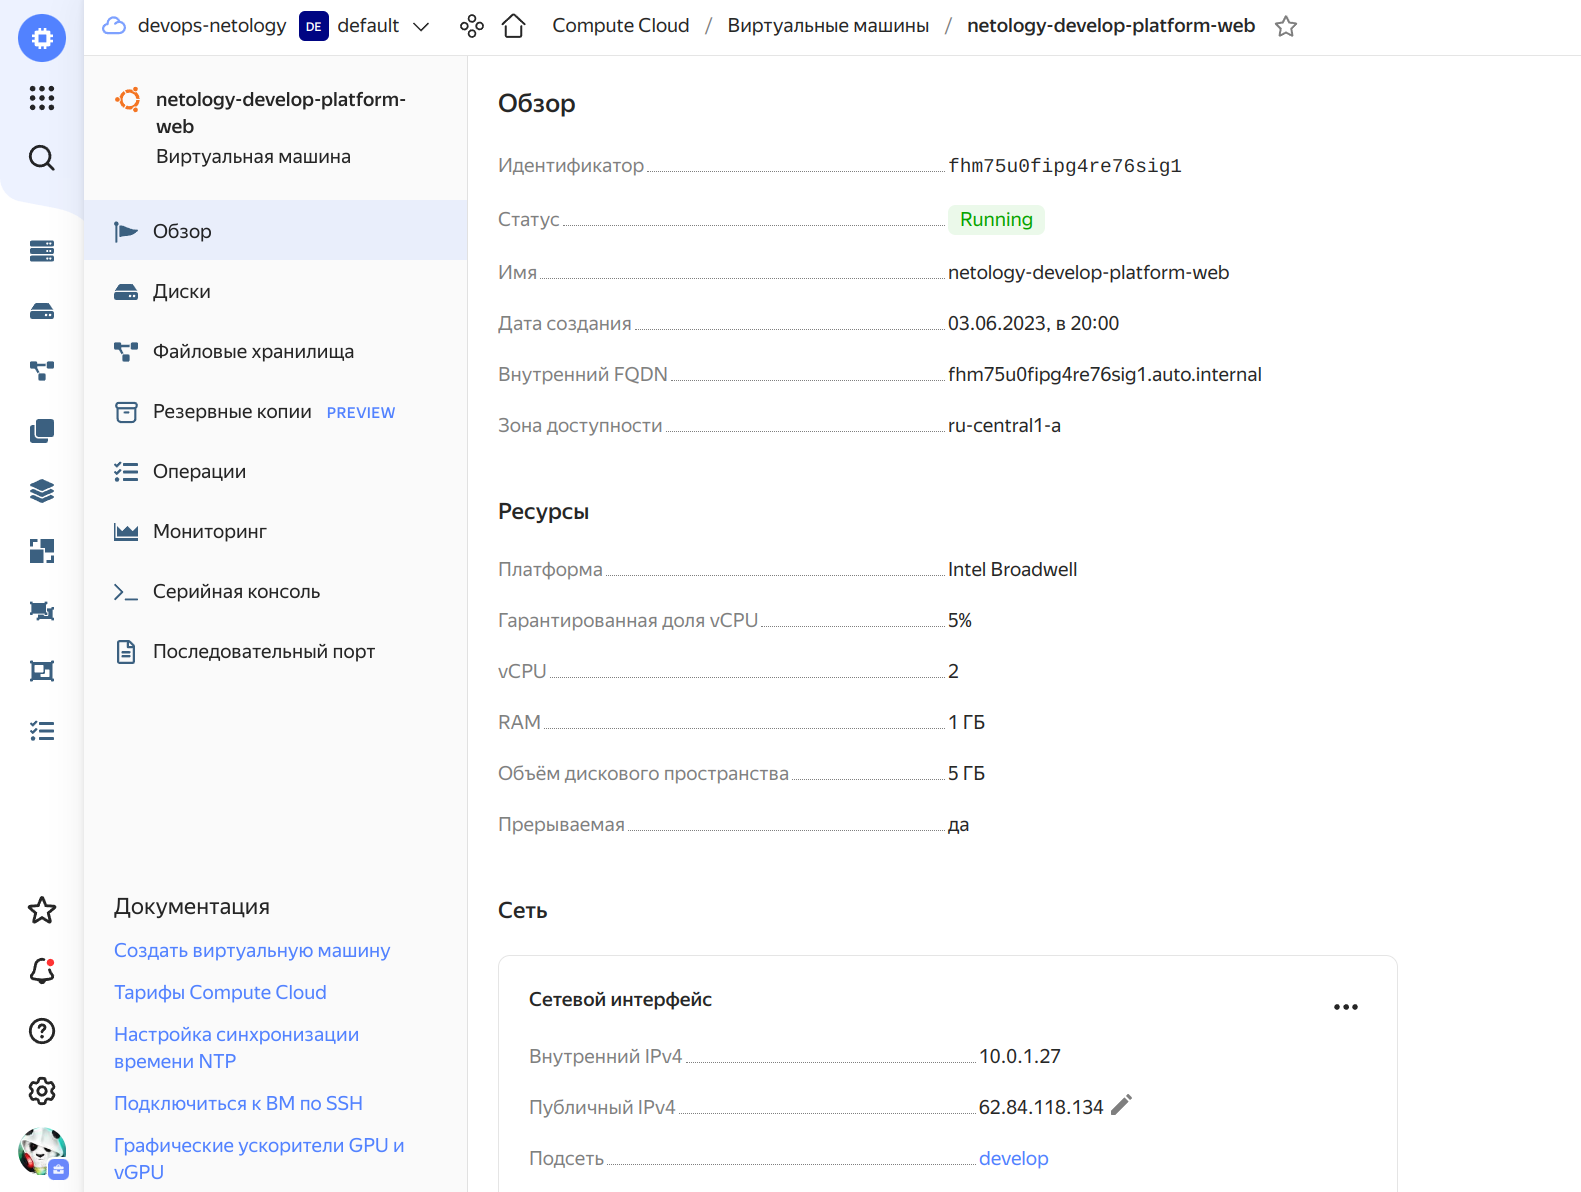 devops-netology DE default Compute Cloud / Виртуальные машины / netology-develop-platform-web
netology-develop-platform-
web
Виртуальная машина
Обзор
Диски
Файловые хранилища
Резервные копии PREVIEW
Операции
Мониторинг
Серийная консоль
Последовательный порт
Документация
Создать виртуальную машину
Тарифы Compute Cloud
Настройка синхронизации
времени NTP
Подключиться к ВМ по SSH
Графические ускорители GPU и
vGPU
Обзор
Идентификатор fhm75u0fipg4re76sig1
Статус Running
Имя netology-develop-platform-web
Дата создания 03.06.2023, в 20:00
Внутренний FQDN fhm75u0fipg4re76sig1.auto.internal
Зона доступности ru-central1-a
Ресурсы
Платформа Intel Broadwell
Гарантированная доля vCPU 5%
vCPU 2
RAM 1 ГБ
Объём дискового пространства 5 ГБ
Прерываемая да
Сеть
Сетевой интерфейс
Внутренний IPv4 10.0.1.27
Публичный IPv4 62.84.118.134
Подсеть develop